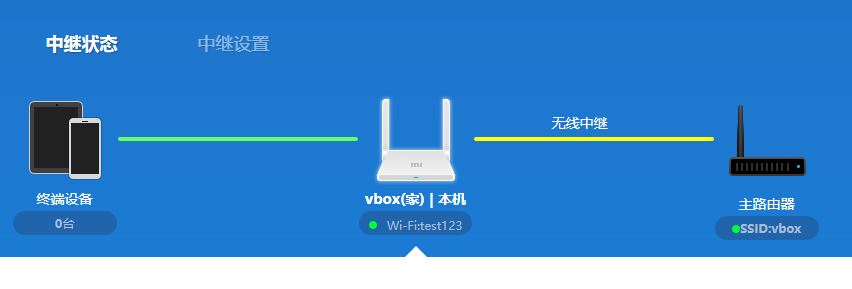 中继状态 中继设置
无线中继
mi
终端设备
vbox(家) | 本机
主路由器
0台
Wi-Fi:test123
SSID:vbox